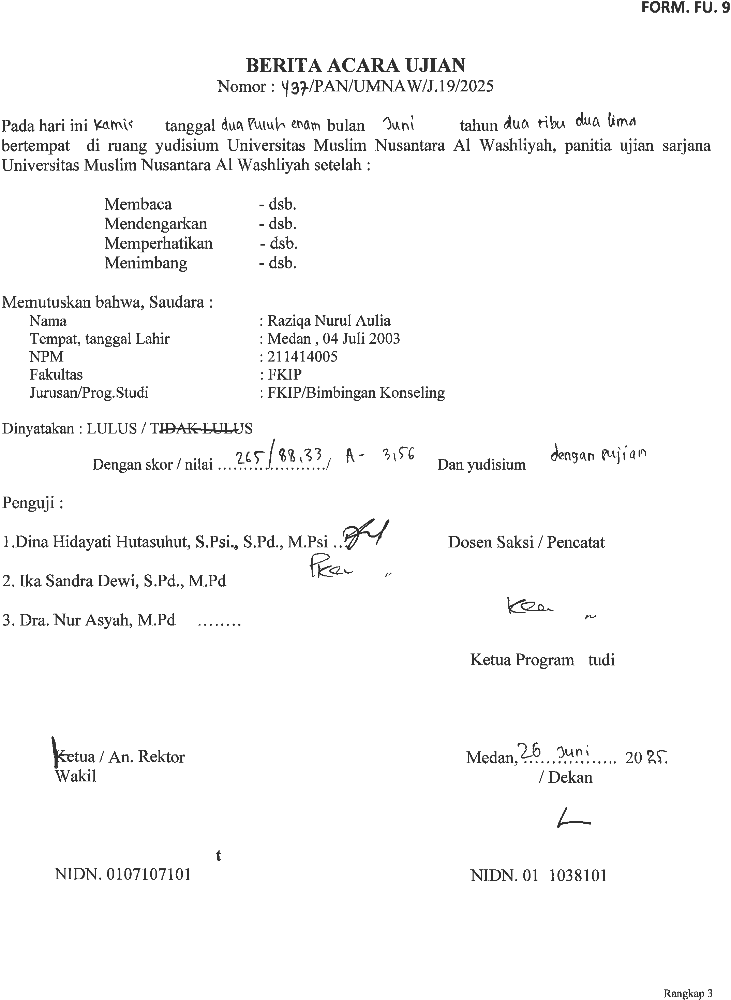 FORM. FU. 9
BERITA ACARA UJIAN
Nomor : 437/PAN/UMNAW/J.19/2025
Pada hari ini Kamis tanggal dua Puluh enam bulan Juni tahun dua ribu dua lima
bertempat di ruang yudisium Universitas Muslim Nusantara Al Washliyah, panitia ujian sarjana
Universitas Muslim Nusantara Al Washliyah setelah :
Membaca - dsb.
Mendengarkan - dsb.
Memperhatikan - dsb.
Menimbang - dsb.
Memutuskan bahwa, Saudara :
Nama : Raziqa Nurul Aulia
Tempat, tanggal Lahir : Medan , 04 Juli 2003
NPM : 211414005
Fakultas : FKIP
Jurusan/Prog.Studi : FKIP/Bimbingan Konseling
Dinyatakan : LULUS / TIDAK LULUS
Dengan skor / nilai 265/88,33/ A- 3,56 Dan yudisium dengan pujian
Penguji :
1.Dina Hidayati Hutasuhut, S.Psi., S.Pd., M.Psi ... Dosen Saksi / Pencatat
2. Ika Sandra Dewi, S.Pd., M.Pd
3. Dra. Nur Asyah, M.Pd ........
Ketua Program tudi
Ketua / An. Rektor Medan, 26 Juni 2025.
Wakil / Dekan
t
NIDN. 0107107101 NIDN. 01 1038101
Rangkap 3